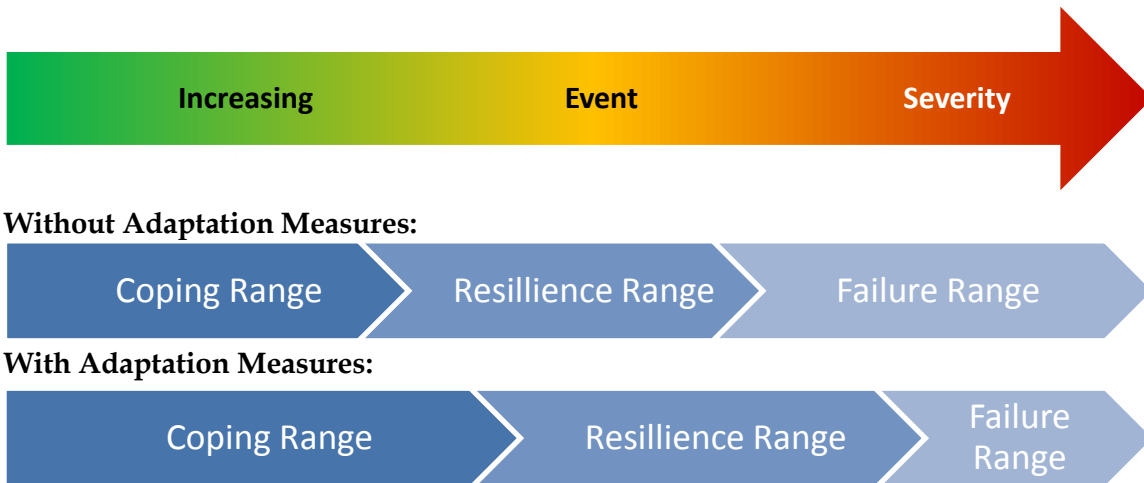 Increasing Event Severity
Without Adaptation Measures:
Coping Range Resillience Range Failure Range
With Adaptation Measures:
Coping Range Resillience Range Failure
Range